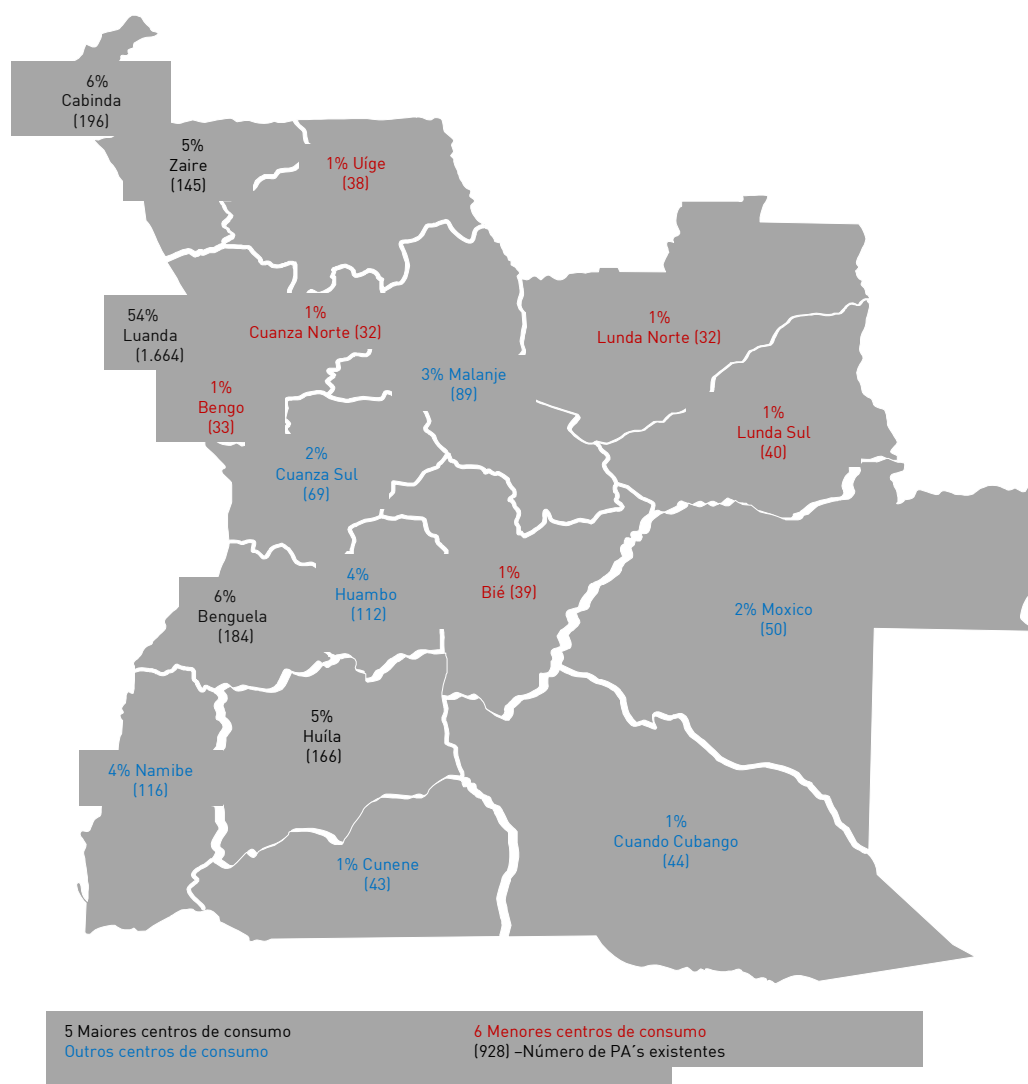 6%
Cabinda
(196)
5%
Zaire
(145)
1% Uíge
(38)
54%
Luanda
(1.664)
1%
Cuanza Norte (32)
1%
Lunda Norte (32)
3% Malanje
(89)
1%
Bengo
(33)
1%
Lunda Sul
(40)
2%
Cuanza Sul
(69)
4%
Huambo
(112)
1%
Bié (39)
6%
Benguela
(184)
2% Moxico
(50)
5%
Huíla
(166)
4% Namibe
(116)
1%
Cuando Cubango
(44)
1% Cunene
(43)
5 Maiores centros de consumo
Outros centros de consumo
6 Menores centros de consumo
(928) –Número de PA´s existentes